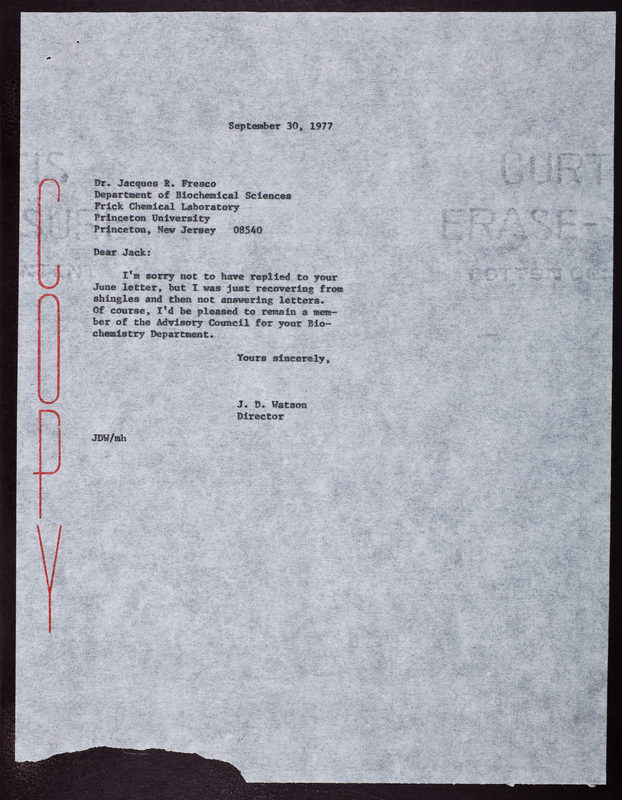 September 30, 1977
Dr. Jacques R. Fresco
Department of Biochemical Sciences
Frick Chemical Laboratory
Princeton University
Princeton, New Jersey 08540
Dear Jack:
I'm sorry not to have replied to your
June letter, but I was just recovering from
shingles and then not answering letters.
Of course, I'd be pleased to remain a mem-
ber of the Advisory Council for your Bio-
chemistry Department.
Yours sincerely,
J. D. Watson
Director
JDW/mh
COPY
CURT
ERASE-
COTTON